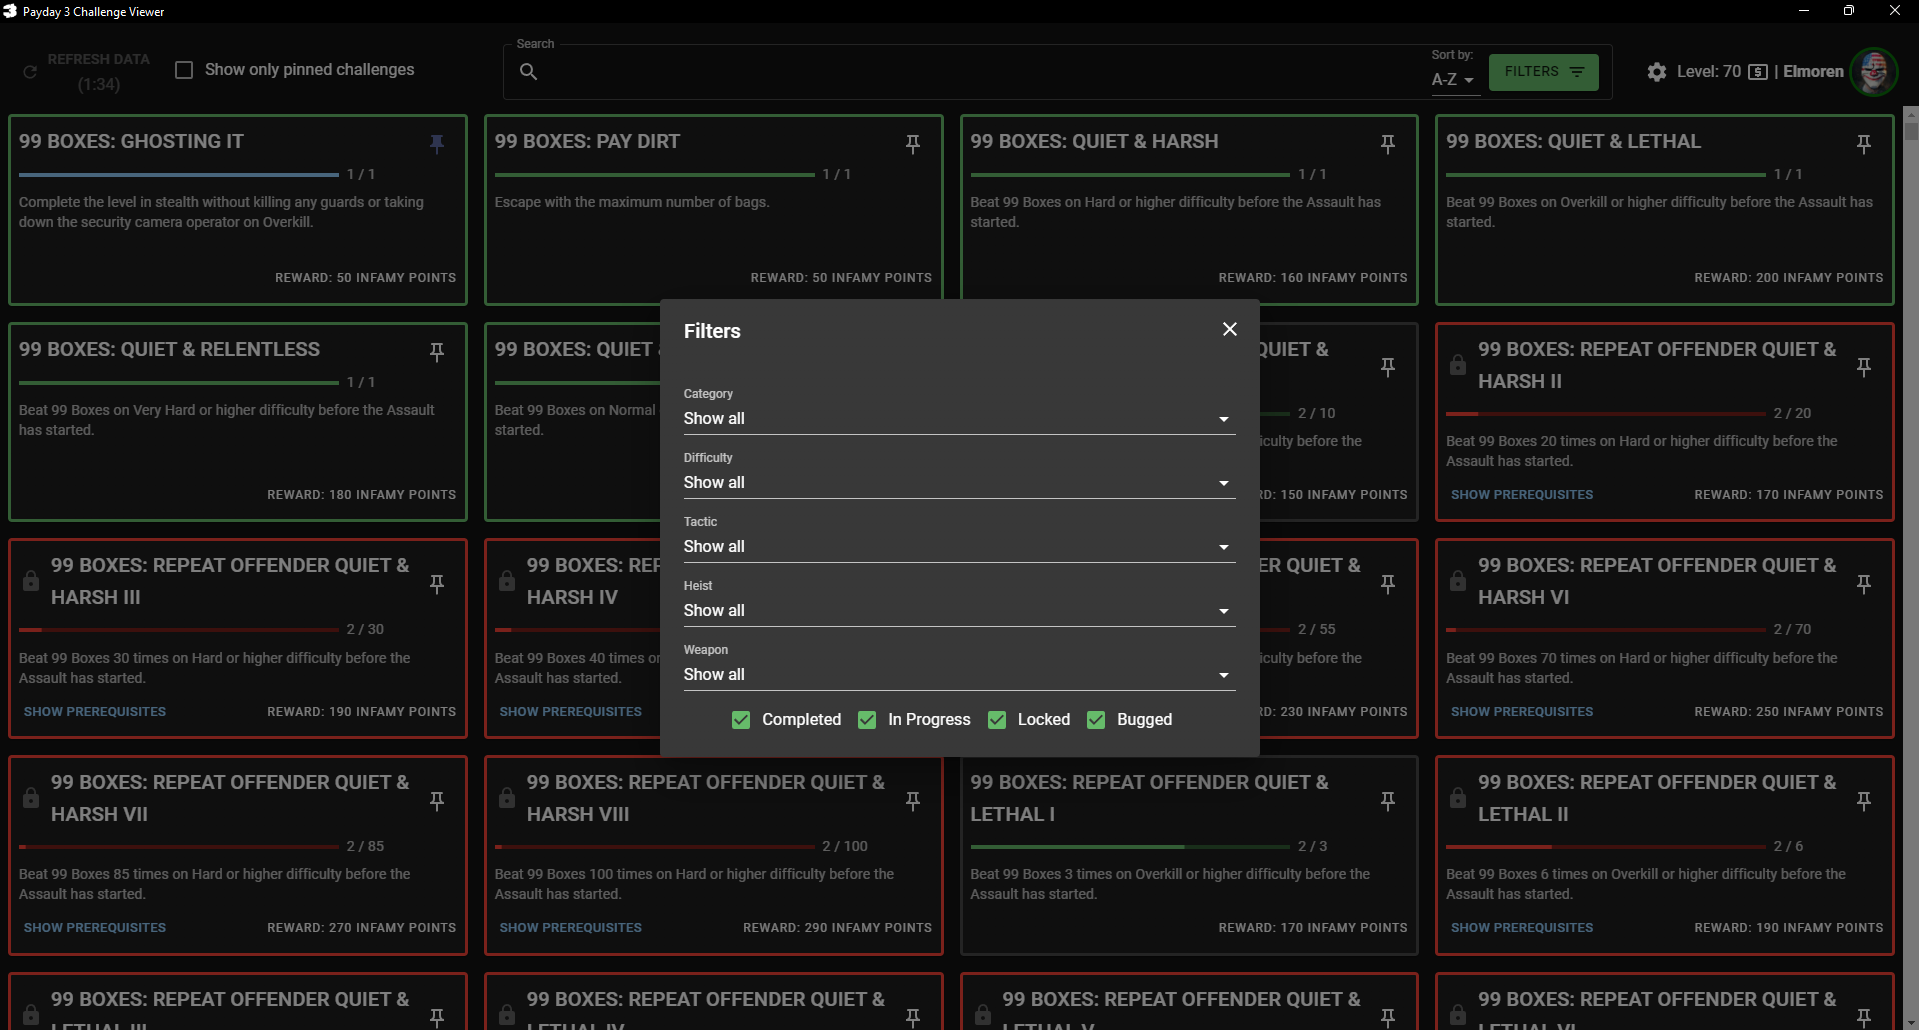 Payday 3 Challenge Viewer
REFRESH DATA
(1:34)
Show only pinned challenges
Search
Sort by:
A-Z
FILTERS
Level: 70 | Elmoren
99 BOXES: GHOSTING IT
1 / 1
Complete the level in stealth without killing any guards or taking
down the security camera operator on Overkill.
REWARD: 50 INFAMY POINTS
99 BOXES: PAY DIRT
1 / 1
Escape with the maximum number of bags.
REWARD: 50 INFAMY POINTS
99 BOXES: QUIET & HARSH
1 / 1
Beat 99 Boxes on Hard or higher difficulty before the Assault has
started.
REWARD: 160 INFAMY POINTS
99 BOXES: QUIET & LETHAL
1 / 1
Beat 99 Boxes on Overkill or higher difficulty before the Assault has
started.
REWARD: 200 INFAMY POINTS
99 BOXES: QUIET & RELENTLESS
1 / 1
Beat 99 Boxes on Very Hard or higher difficulty before the Assault
has started.
REWARD: 180 INFAMY POINTS
99 BOXES: QUIET
Beat 99 Boxes on Normal
started.
QUIET &
2 / 10
iculty before the
RD: 150 INFAMY POINTS
99 BOXES: REPEAT OFFENDER QUIET &
HARSH II
2 / 20
Beat 99 Boxes 20 times on Hard or higher difficulty before the
Assault has started.
SHOW PREREQUISITES
REWARD: 170 INFAMY POINTS
Filters
Category
Show all
Difficulty
Show all
Tactic
Show all
Heist
Show all
Weapon
Show all
Completed
In Progress
Locked
Bugged
99 BOXES: REPEAT OFFENDER QUIET &
HARSH III
2 / 30
Beat 99 Boxes 30 times on Hard or higher difficulty before the
Assault has started.
SHOW PREREQUISITES
REWARD: 190 INFAMY POINTS
99 BOXES: REP
HARSH IV
Beat 99 Boxes 40 times or
Assault has started.
SHOW PREREQUISITES
ER QUIET &
2 / 55
iculty before the
RD: 230 INFAMY POINTS
99 BOXES: REPEAT OFFENDER QUIET &
HARSH VI
2 / 70
Beat 99 Boxes 70 times on Hard or higher difficulty before the
Assault has started.
SHOW PREREQUISITES
REWARD: 250 INFAMY POINTS
99 BOXES: REPEAT OFFENDER QUIET &
HARSH VII
2 / 85
Beat 99 Boxes 85 times on Hard or higher difficulty before the
Assault has started.
SHOW PREREQUISITES
REWARD: 270 INFAMY POINTS
99 BOXES: REPEAT OFFENDER QUIET &
HARSH VIII
2 / 100
Beat 99 Boxes 100 times on Hard or higher difficulty before the
Assault has started.
SHOW PREREQUISITES
REWARD: 290 INFAMY POINTS
99 BOXES: REPEAT OFFENDER QUIET &
LETHAL I
2 / 3
Beat 99 Boxes 3 times on Overkill or higher difficulty before the
Assault has started.
REWARD: 170 INFAMY POINTS
99 BOXES: REPEAT OFFENDER QUIET &
LETHAL II
2 / 6
Beat 99 Boxes 6 times on Overkill or higher difficulty before the
Assault has started.
SHOW PREREQUISITES
REWARD: 190 INFAMY POINTS
99 BOXES: REPEAT OFFENDER QUIET &
LETHAL III
99 BOXES: REPEAT OFFENDER QUIET &
LETHAL IV
99 BOXES: REPEAT OFFENDER QUIET &
LETHAL V
99 BOXES: REPEAT OFFENDER QUIET &
LETHAL VI